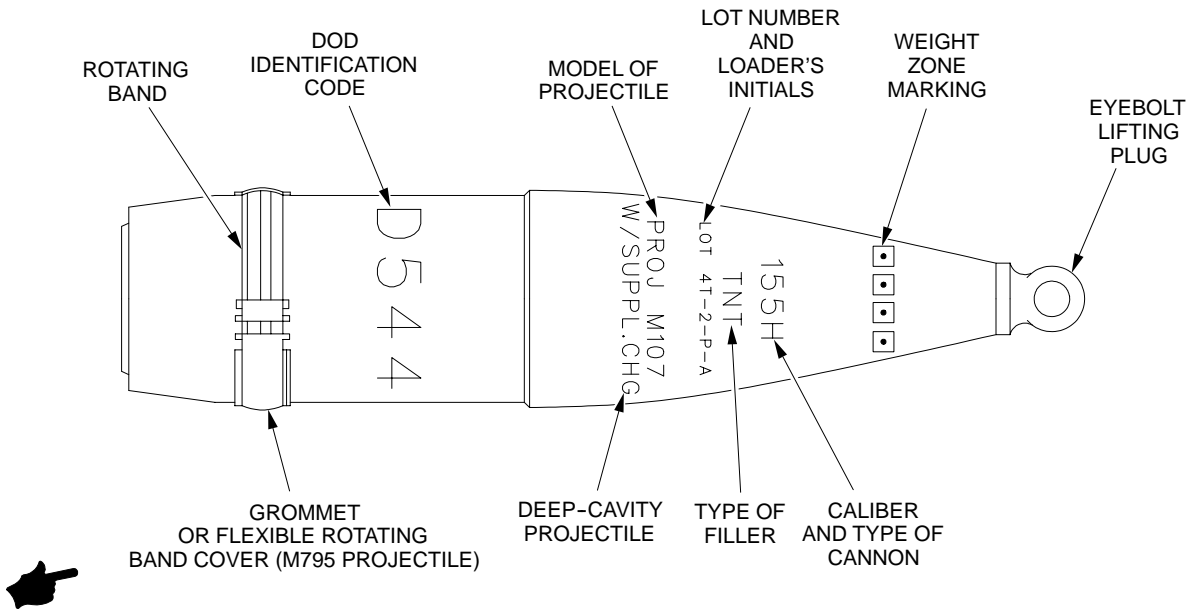 ROTATING
BAND
DOD
IDENTIFICATION
CODE
MODEL OF
PROJECTILE
LOT NUMBER
AND
LOADER'S
INITIALS
WEIGHT
ZONE
MARKING
EYEBOLT
LIFTING
PLUG
D544
W/SUPPL.CHG
PROJ M107
LOT 4T-2-P-A
TNT
155H
GROMMET
OR FLEXIBLE ROTATING
BAND COVER (M795 PROJECTILE)
DEEP-CAVITY
PROJECTILE
TYPE OF
FILLER
CALIBER
AND TYPE OF
CANNON